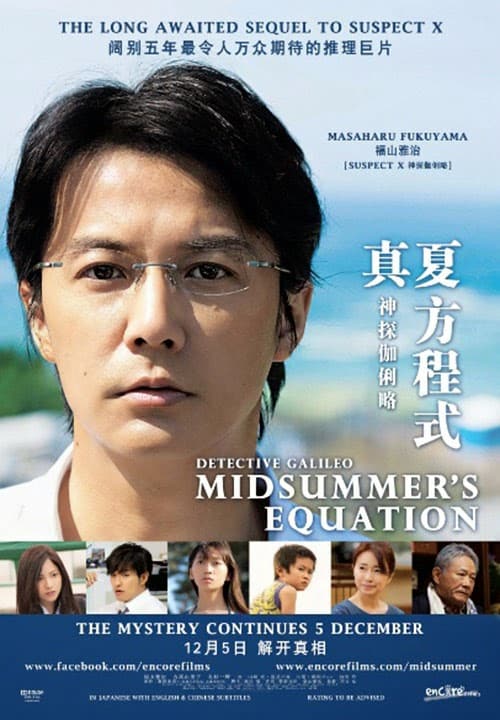 THE LONG AWAITED SEQUEL TO SUSPECT X
阔别五年最令人万众期待的推理巨片
MASAHARU FUKUYAMA
福山雅治
[SUSPECT X 神探伽俐略]
真夏方程式
神探伽俐略
DETECTIVE GALILEO
MIDSUMMER'S
EQUATION
THE MYSTERY CONTINUES 5 DECEMBER
12月5日 解开真相
www.facebook.com/encorefilms
www.encorefilms.com/midsummer
IN JAPANESE WITH ENGLISH & CHINESE SUBTITLES
RATING TO BE ADVISED
encore